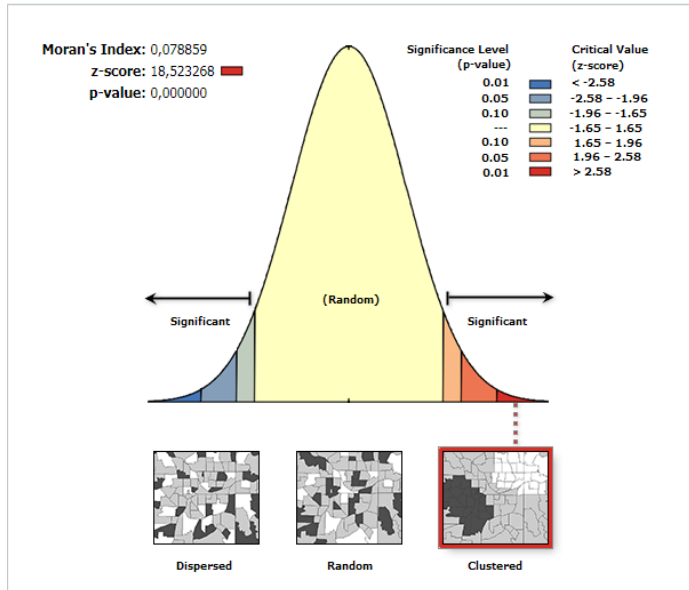 Moran's Index: 0,078859
z-score: 18,523268
p-value: 0,000000
Significance Level
(p-value)
Critical Value
(z-score)
0.01 < -2.58
0.05 -2.58 – -1.96
0.10 -1.96 – -1.65
--- -1.65 – 1.65
0.10 1.65 – 1.96
0.05 1.96 – 2.58
0.01 > 2.58
(Random)
Significant
Significant
Dispersed
Random
Clustered